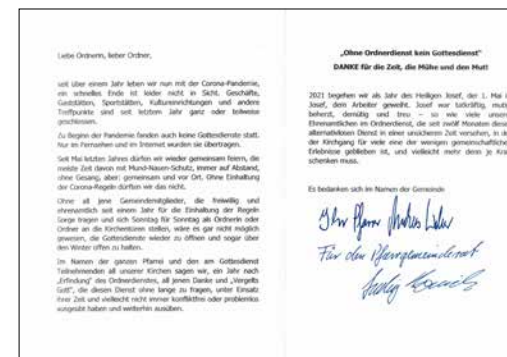 Liebe Ordnerin, lieber Ordner,
seit über einem Jahr leben wir nun mit der Corona-Pandemie,
ein schnelles Ende ist leider nicht in Sicht. Geschäfte,
Gaststätten, Sportstätten, Kultureinrichtungen und andere
Treffpunkte sind seit letztem Jahr ganz oder teilweise
geschlossen.
Zu Beginn der Pandemie fanden auch keine Gottesdienste statt.
Nur im Fernsehen und im Internet wurden sie übertragen.
Seit Mai letzten Jahres dürfen wir wieder gemeinsam feiern, die
meiste Zeit davon mit Mund-Nasen-Schutz, immer auf Abstand,
ohne Gesang, aber: gemeinsam und vor Ort. Ohne Einhaltung
der Corona-Regeln dürften wir das nicht.
Ohne all jene Gemeindemitglieder, die freiwillig und
ehrenamtlich seit einem Jahr für die Einhaltung der Regeln
Sorge tragen und sich Sonntag für Sonntag als Ordnerin oder
Ordner an die Kirchentüren stellen, wäre es gar nicht möglich
gewesen, die Gottesdienste wieder zu öffnen und sogar über
den Winter offen zu halten.
Im Namen der ganzen Pfarrei und den am Gottesdienst
Teilnehmenden all unserer Kirchen sagen wir, ein Jahr nach
„Erfindung" des Ordnerdienstes, all jenen Danke und „Vergelts
Gott", die diesen Dienst ohne lange zu fragen, unter Einsatz
ihrer Zeit und vielleicht nicht immer konfliktfrei oder problemlos
ausgeübt haben und weiterhin ausüben.
„Ohne Ordnerdienst kein Gottesdienst"
DANKE für die Zeit, die Mühe und den Mut!
2021 begehen wir als Jahr des Heiligen Josef, der 1. Mai
Josef, dem Arbeiter geweiht. Josef war tatkräftig,
beherzt, demütig und treu – so wie viele
Ehrenamtlichen im Ordnerdienst, die seit zwölf Monaten
alternativlosen Dienst in einer unsicheren Zeit versehen, in
der Kirchgang für viele eine der wenigen
Erlebnisse geblieben ist, und vielleicht mehr denn je
schenken muss.
Es bedanken sich im Namen der Gemeinde
Ihr Pfarrer
Für den Pfarrgemeinderat